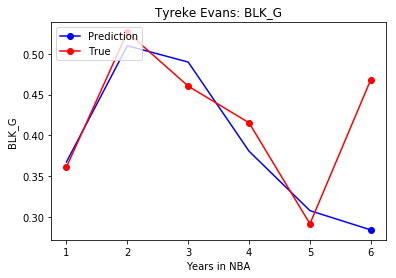 Tyreke Evans: BLK_G
Prediction
True
BLK_G
0.50
0.45
0.40
0.35
0.30
1 2 3 4 5 6
Years in NBA